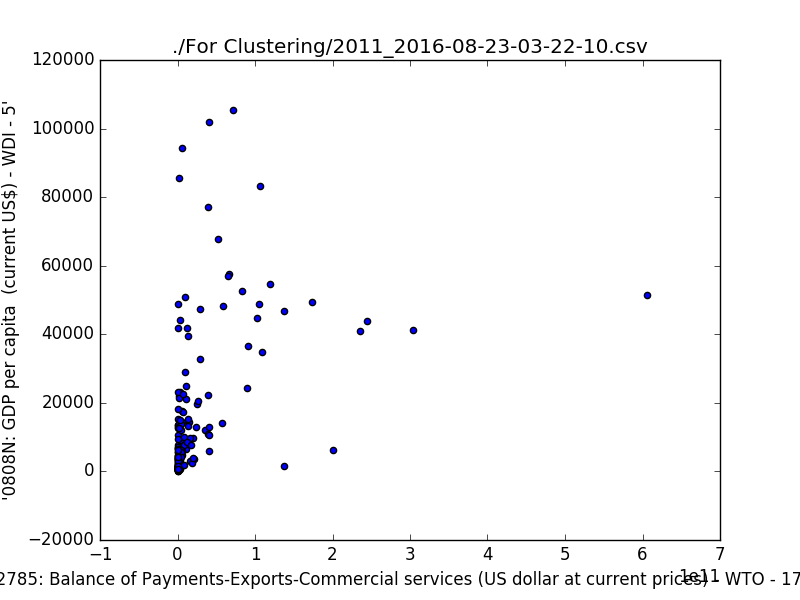 ./For Clustering/2011_2016-08-23-03-22-10.csv
'0808N: GDP per capita  (current US$) - WDI - 5'
120000
100000
80000
60000
40000
20000
0
−20000
−1 0 1 2 3 4 5 6 7
1e11
2785: Balance of Payments-Exports-Commercial services (US dollar at current prices) - WTO - 17